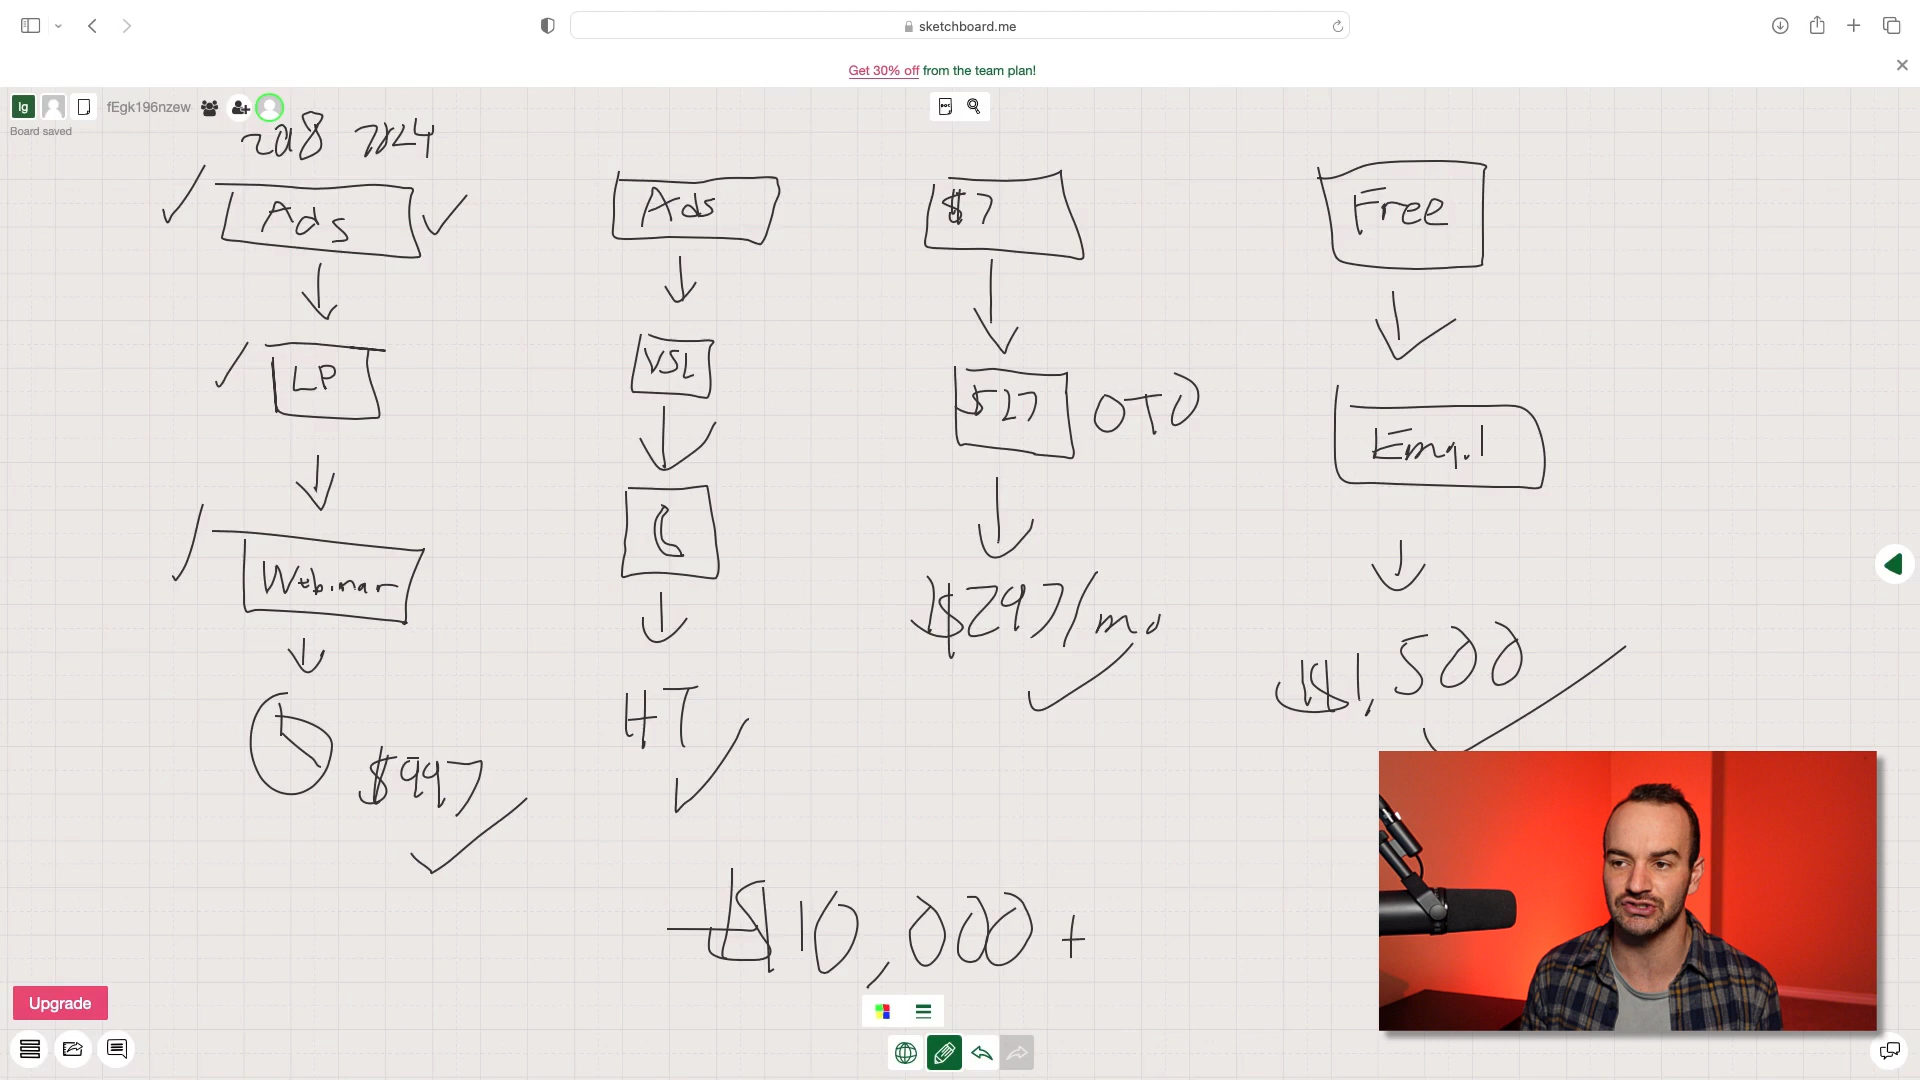 sketchboard.me
Get 30% off from the team plan!
lg
fEgk196nzew
Board saved
2018 2024
Ads
LP
Webinar
$997
Ads
VSL
HT
$7
$27 OTO
$297/mo
Free
Email
$1,500
$10,000+
Upgrade